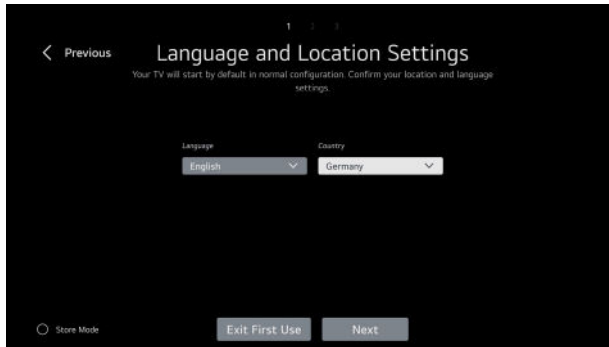 1 2 3
Previous
Language and Location Settings
Your TV will start by default in normal configuration. Confirm your location and language
settings.
Language Country
English Germany
Store Mode Exit First Use Next